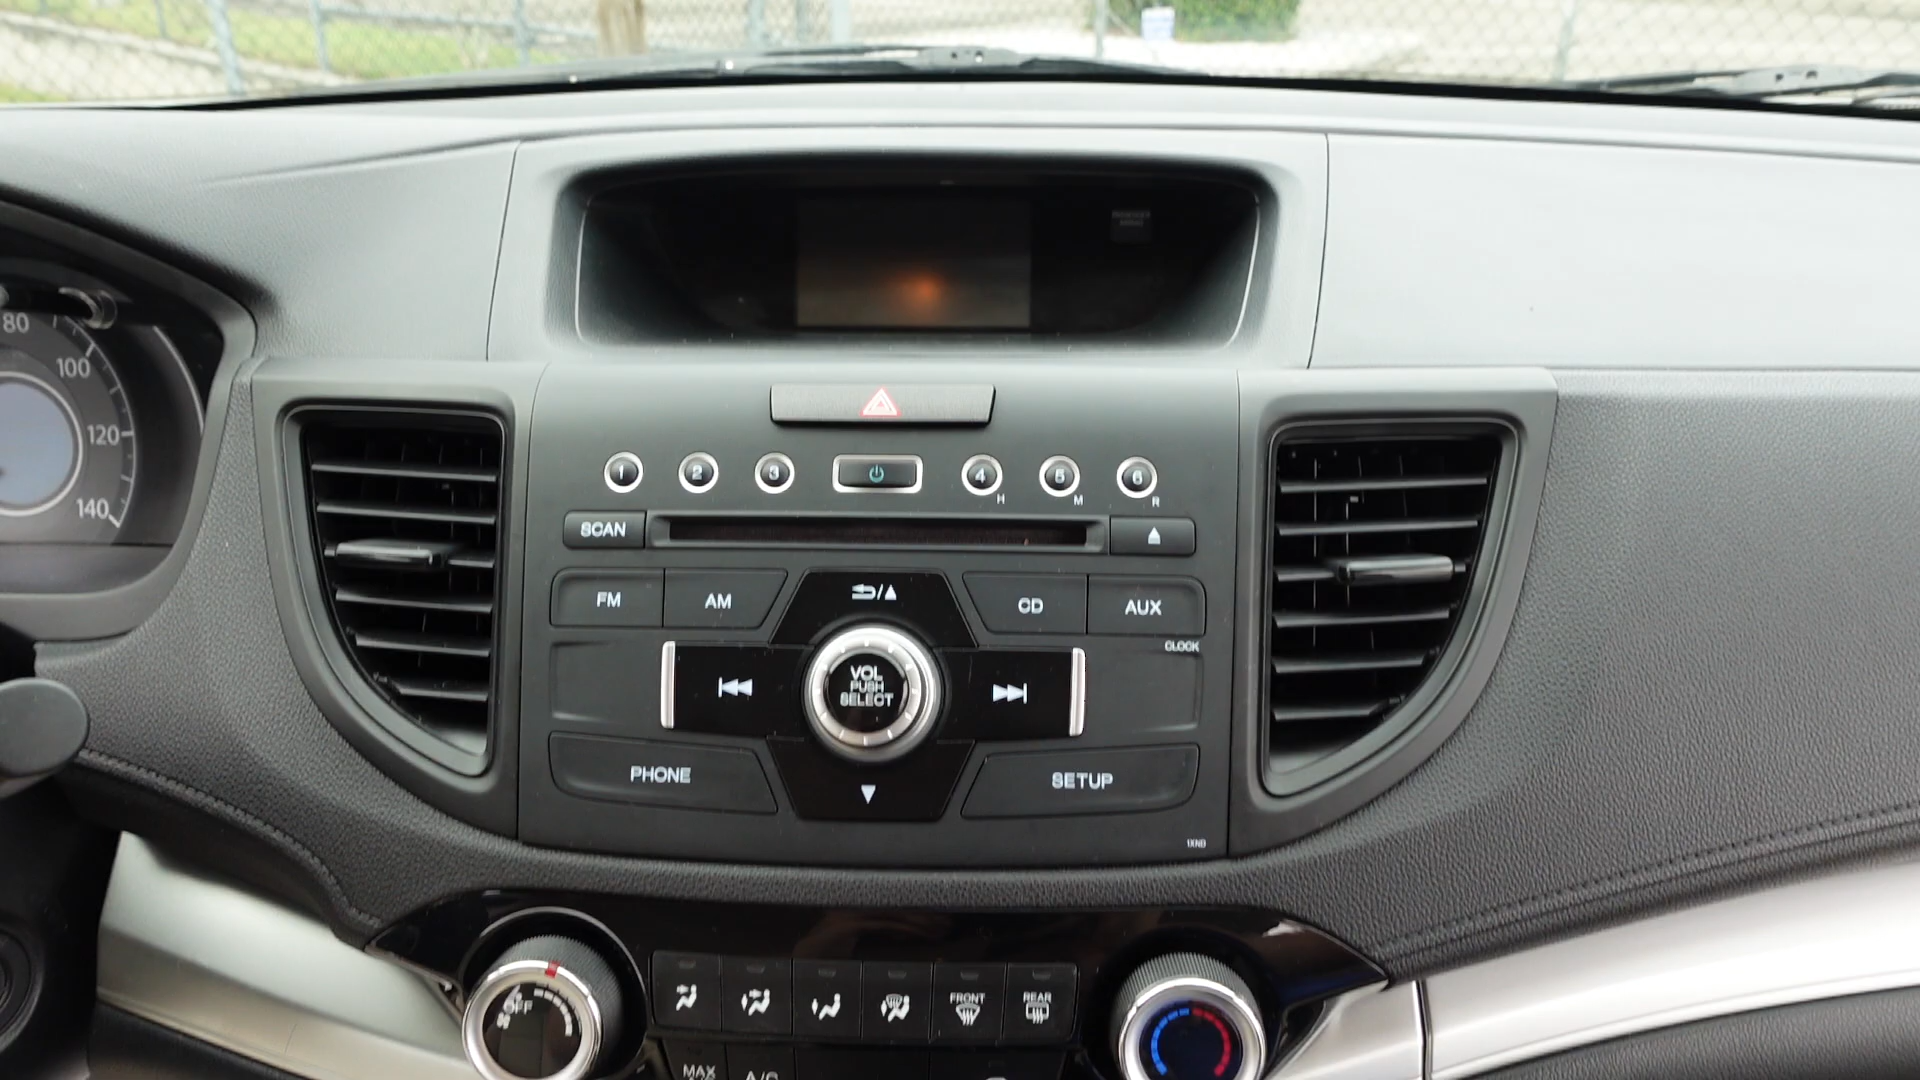 80
100
120
140
1 2 3 4 5 6
H M R
SCAN
FM AM CD AUX
CLOCK
VOL
PUSH
SELECT
PHONE SETUP
1XNB
OFF
FRONT REAR
MAX
A/C